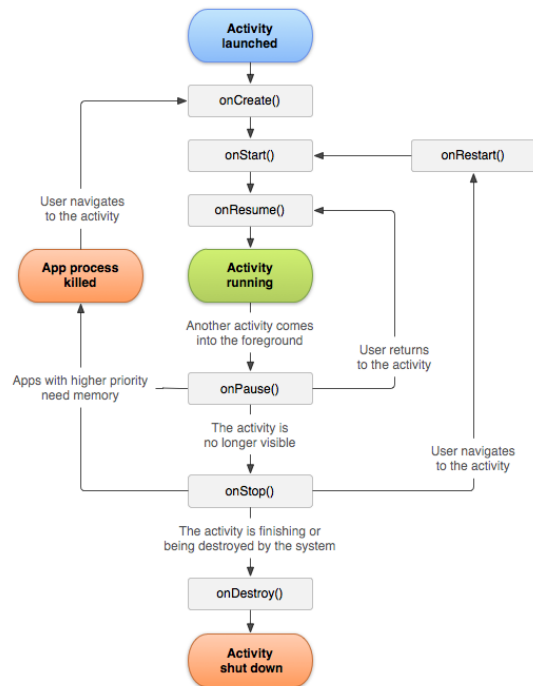 Activity
launched
onCreate()
onStart()
onRestart()
User navigates
to the activity
onResume()
App process
killed
Activity
running
Another activity comes
into the foreground
User returns
to the activity
Apps with higher priority
need memory
onPause()
The activity is
no longer visible
User navigates
to the activity
onStop()
The activity is finishing or
being destroyed by the system
onDestroy()
Activity
shut down